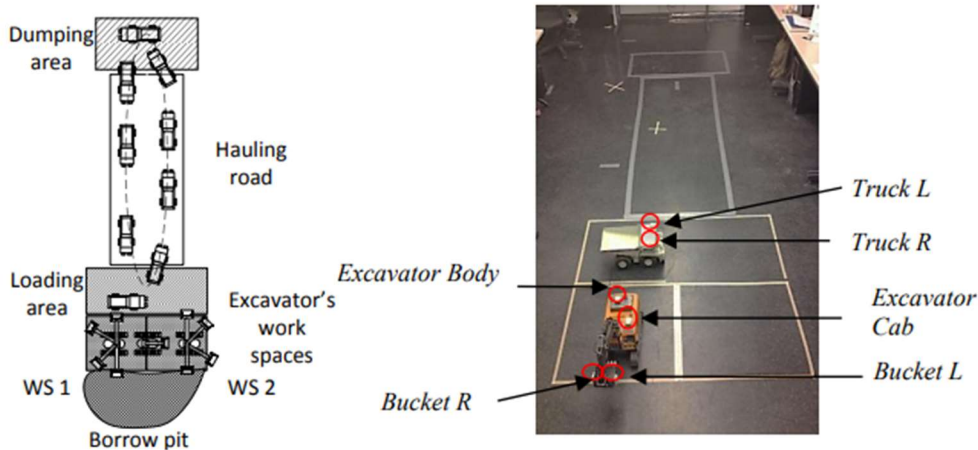 Dumping
area
Hauling
road
Loading
area
Excavator's
work
spaces
WS 1
WS 2
Borrow pit
Truck L
Truck R
Excavator Body
Excavator
Cab
Bucket L
Bucket R